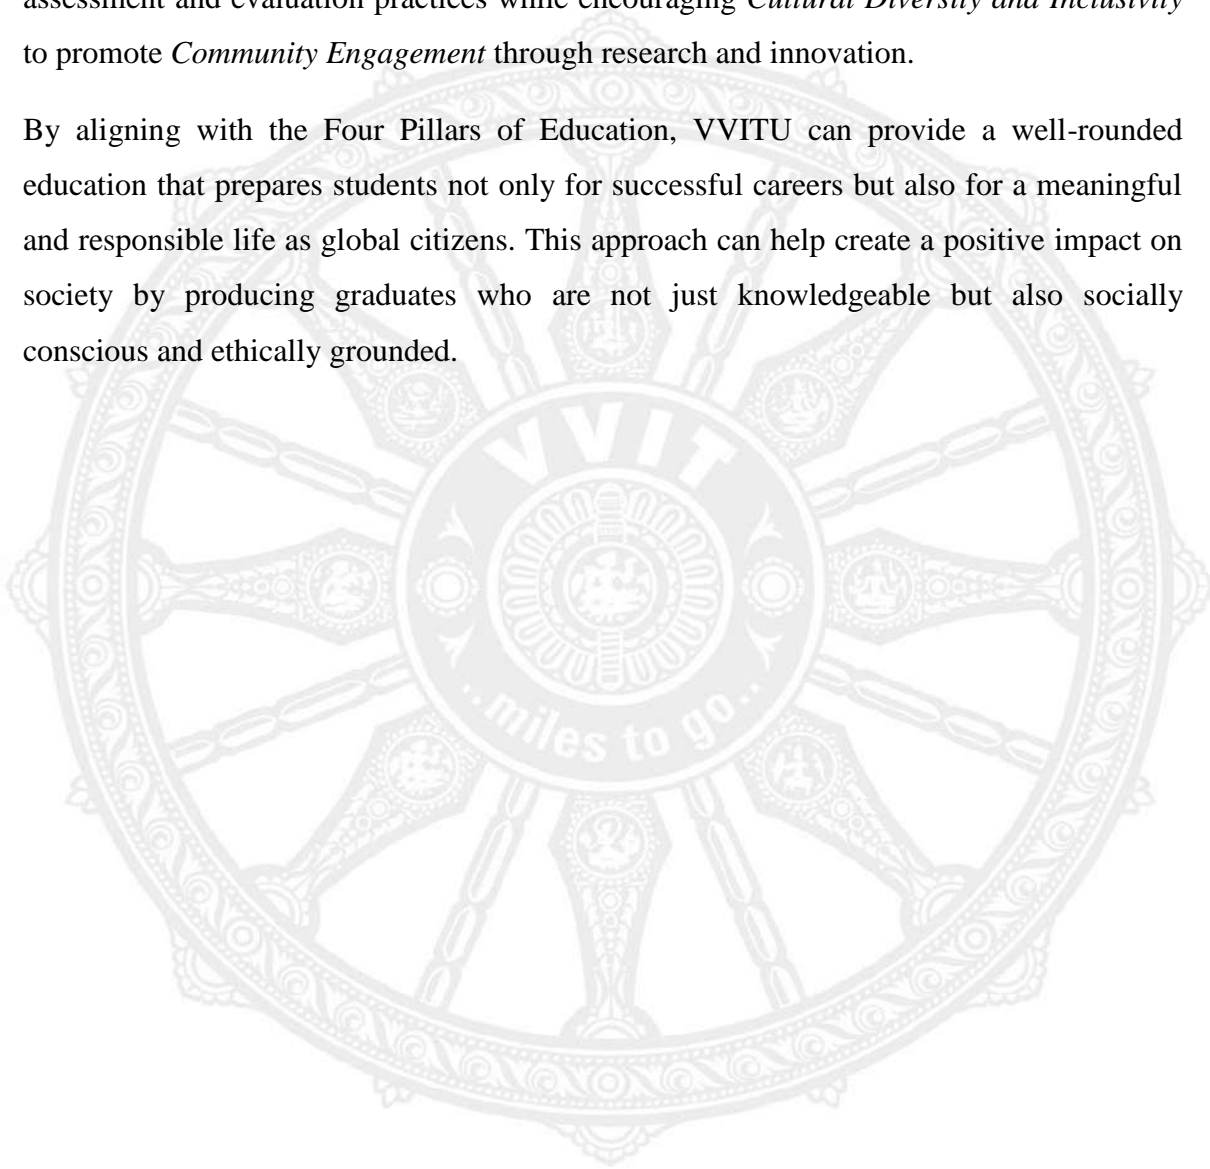 assessment and evaluation practices while encouraging Cultural Diversity and Inclusivity
to promote Community Engagement through research and innovation.
By aligning with the Four Pillars of Education, VVITU can provide a well-rounded
education that prepares students not only for successful careers but also for a meaningful
and responsible life as global citizens. This approach can help create a positive impact on
society by producing graduates who are not just knowledgeable but also socially
conscious and ethically grounded.
VVIT
..miles to go..